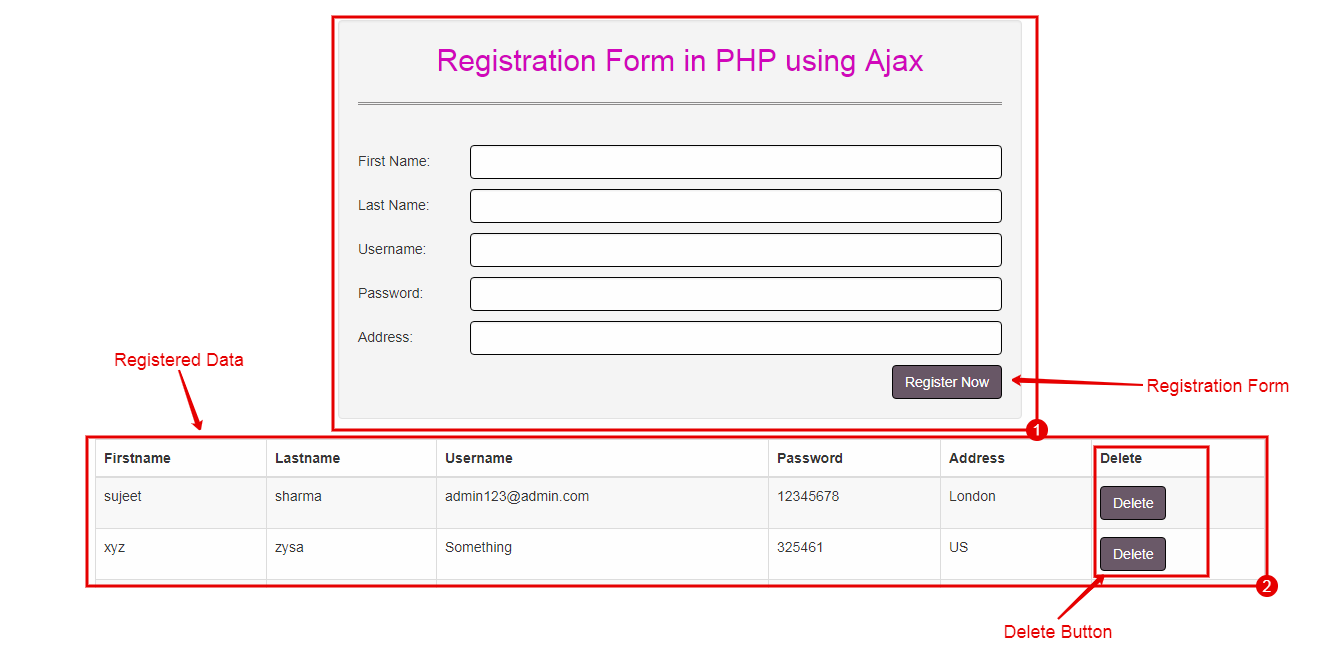 Registration Form in PHP using Ajax
First Name:
Last Name:
Username:
Password:
Address:
Register Now
Registered Data
Registration Form
1
Firstname Lastname Username Password Address Delete
sujeet sharma admin123@admin.com 12345678 London Delete
xyz zysa Something 325461 US Delete
2
Delete Button